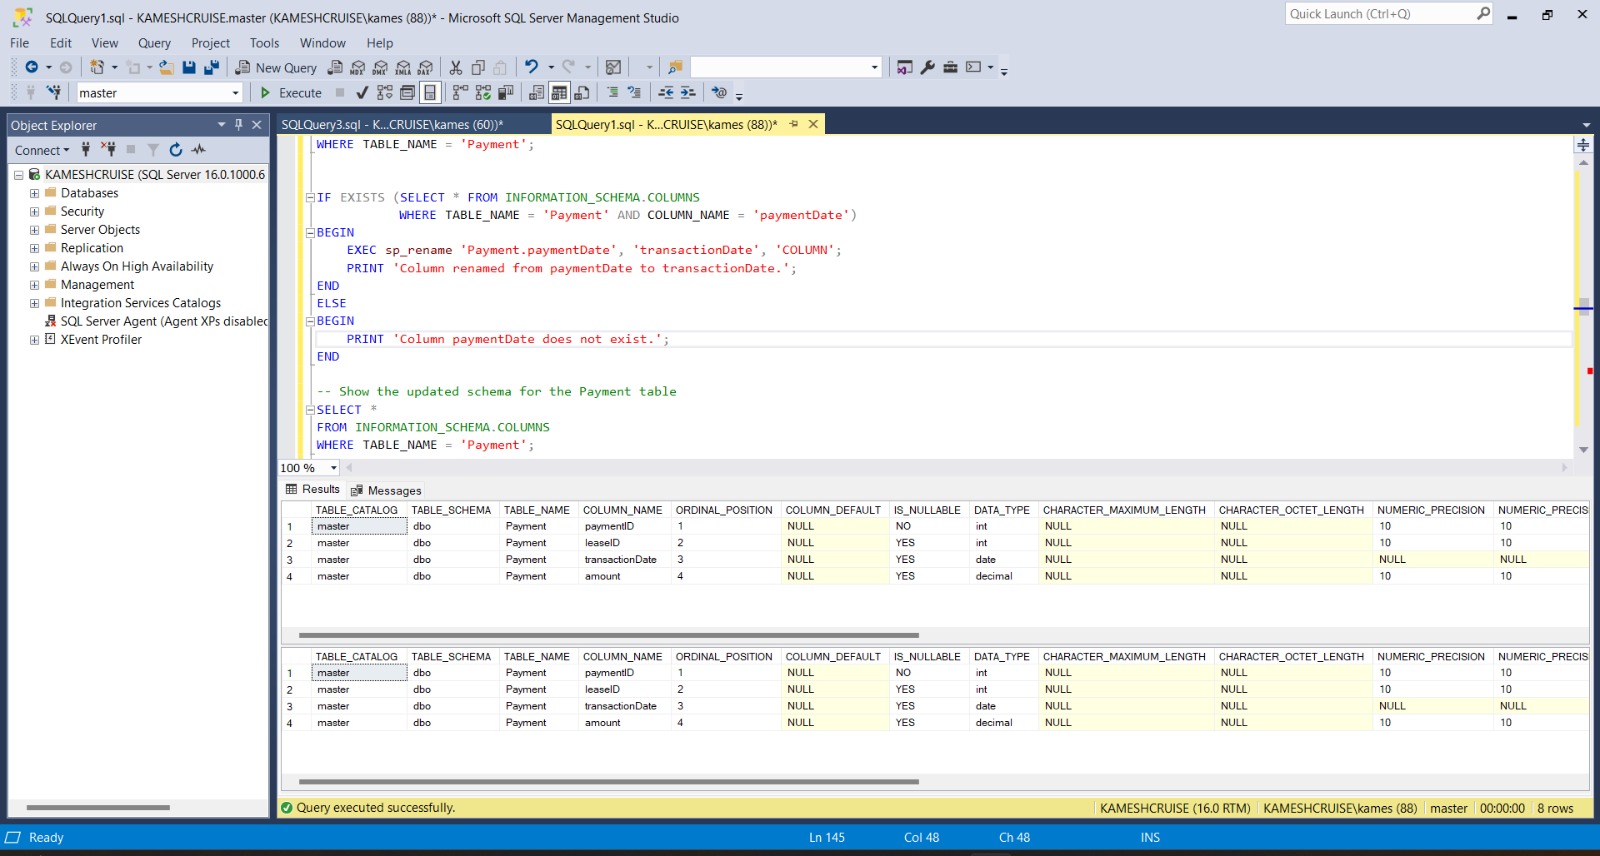 SQLQuery1.sql - KAMESHCRUISE.master (KAMESHCRUISE\kames (88))* - Microsoft SQL Server Management Studio
Quick Launch (Ctrl+Q)
File Edit View Query Project Tools Window Help
New Query MDX DMX XMLA DAX
master Execute
Object Explorer
Connect
KAMESHCRUISE (SQL Server 16.0.1000.6
Databases
Security
Server Objects
Replication
Always On High Availability
Management
Integration Services Catalogs
SQL Server Agent (Agent XPs disabled
XEvent Profiler
SQLQuery3.sql - K...CRUISE\kames (60))* SQLQuery1.sql - K...CRUISE\kames (88))*
WHERE TABLE_NAME = 'Payment';
IF EXISTS (SELECT * FROM INFORMATION_SCHEMA.COLUMNS
WHERE TABLE_NAME = 'Payment' AND COLUMN_NAME = 'paymentDate')
BEGIN
EXEC sp_rename 'Payment.paymentDate', 'transactionDate', 'COLUMN';
PRINT 'Column renamed from paymentDate to transactionDate.';
END
ELSE
BEGIN
PRINT 'Column paymentDate does not exist.';
END
-- Show the updated schema for the Payment table
SELECT *
FROM INFORMATION_SCHEMA.COLUMNS
WHERE TABLE_NAME = 'Payment';
100 %
Results Messages
TABLE_CATALOG TABLE_SCHEMA TABLE_NAME COLUMN_NAME ORDINAL_POSITION COLUMN_DEFAULT IS_NULLABLE DATA_TYPE CHARACTER_MAXIMUM_LENGTH CHARACTER_OCTET_LENGTH NUMERIC_PRECISION NUMERIC_PRECIS
1 master dbo Payment paymentID 1 NULL NO int NULL NULL 10 10
2 master dbo Payment leaseID 2 NULL YES int NULL NULL 10 10
3 master dbo Payment transactionDate 3 NULL YES date NULL NULL NULL NULL
4 master dbo Payment amount 4 NULL YES decimal NULL NULL 10 10
TABLE_CATALOG TABLE_SCHEMA TABLE_NAME COLUMN_NAME ORDINAL_POSITION COLUMN_DEFAULT IS_NULLABLE DATA_TYPE CHARACTER_MAXIMUM_LENGTH CHARACTER_OCTET_LENGTH NUMERIC_PRECISION NUMERIC_PRECIS
1 master dbo Payment paymentID 1 NULL NO int NULL NULL 10 10
2 master dbo Payment leaseID 2 NULL YES int NULL NULL 10 10
3 master dbo Payment transactionDate 3 NULL YES date NULL NULL NULL NULL
4 master dbo Payment amount 4 NULL YES decimal NULL NULL 10 10
Query executed successfully. KAMESHCRUISE (16.0 RTM) KAMESHCRUISE\kames (88) master 00:00:00 8 rows
Ready Ln 145 Col 48 Ch 48 INS